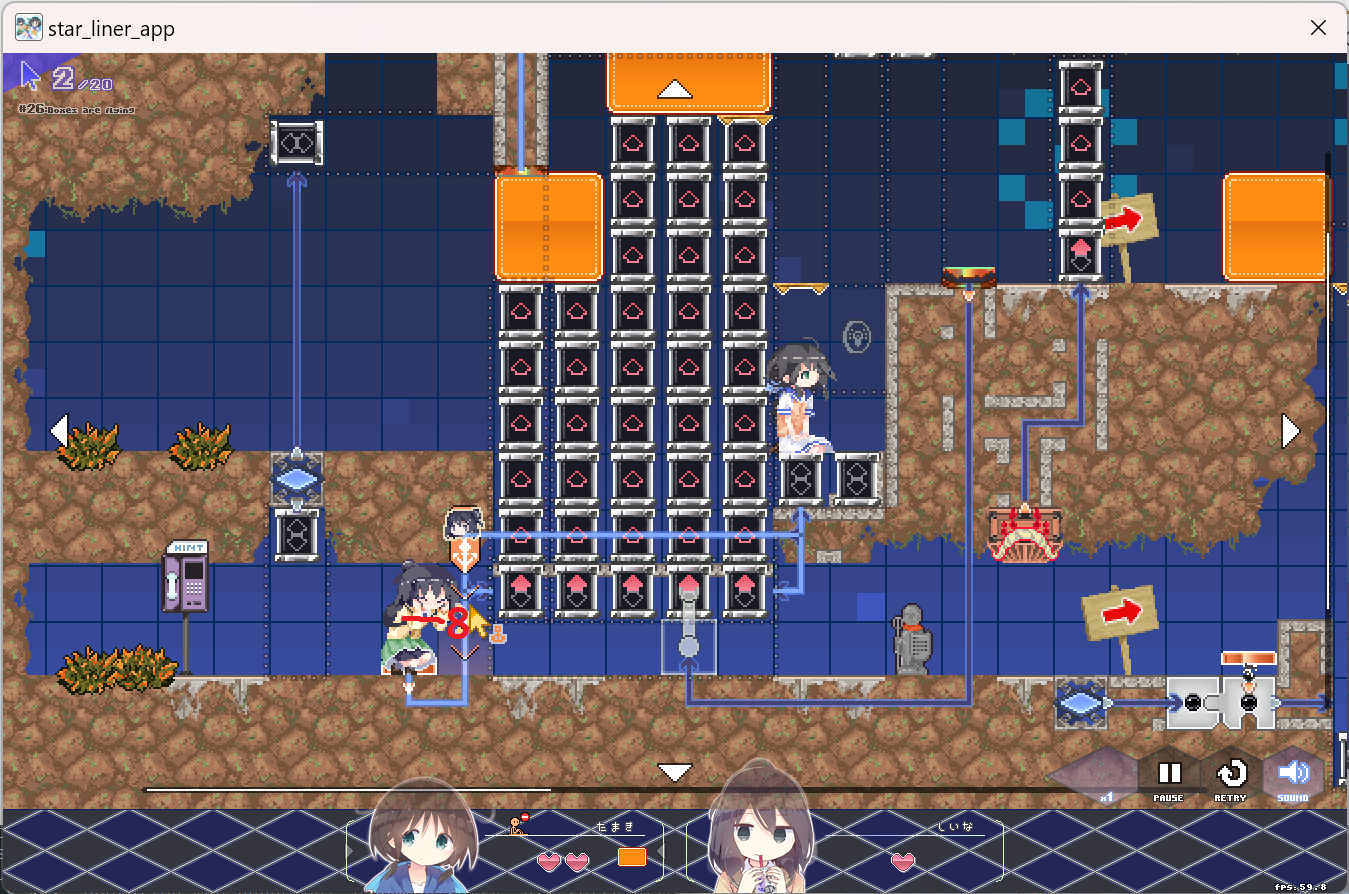 star_liner_app
2/20
#26:Boxes are flying
HINT
8
x1
PAUSE
RETRY
SOUND
たまき
しいな
fps:59.8